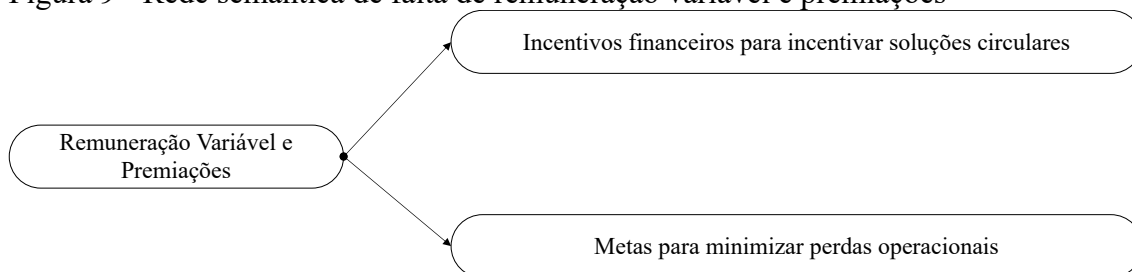 Figura 9 - Rede semântica de falta de remuneração variável e premiações
Incentivos financeiros para incentivar soluções circulares
Remuneração Variável e
Premiações
Metas para minimizar perdas operacionais